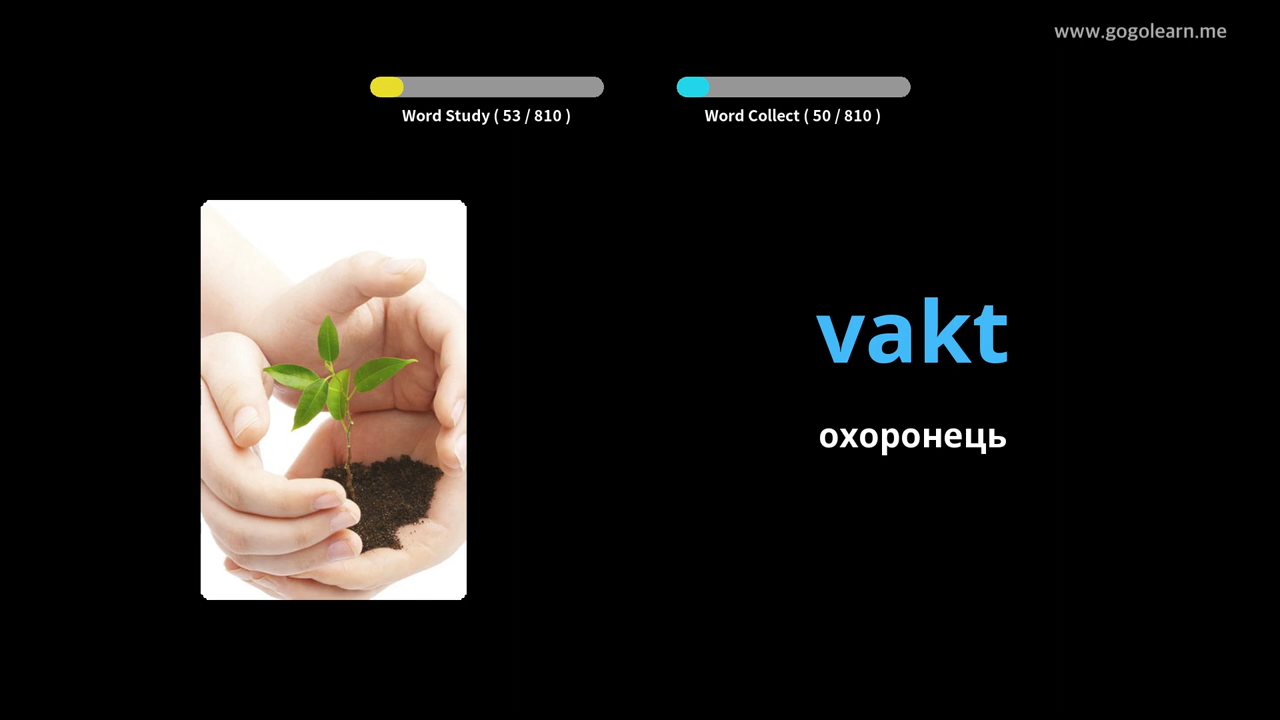 www.gogolearn.me
Word Study ( 53 / 810 )
Word Collect ( 50 / 810 )
vakt
охоронець